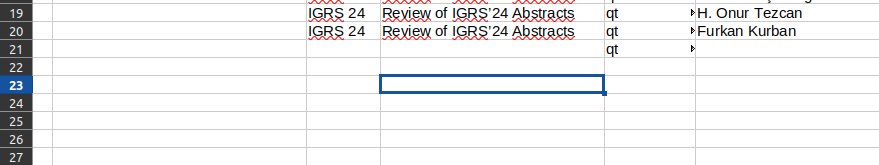 19 IGRS 24 Review of IGRS'24 Abstracts qt H. Onur Tezcan
20 IGRS 24 Review of IGRS'24 Abstracts qt Furkan Kurban
21 qt
22
23
24
25
26
27